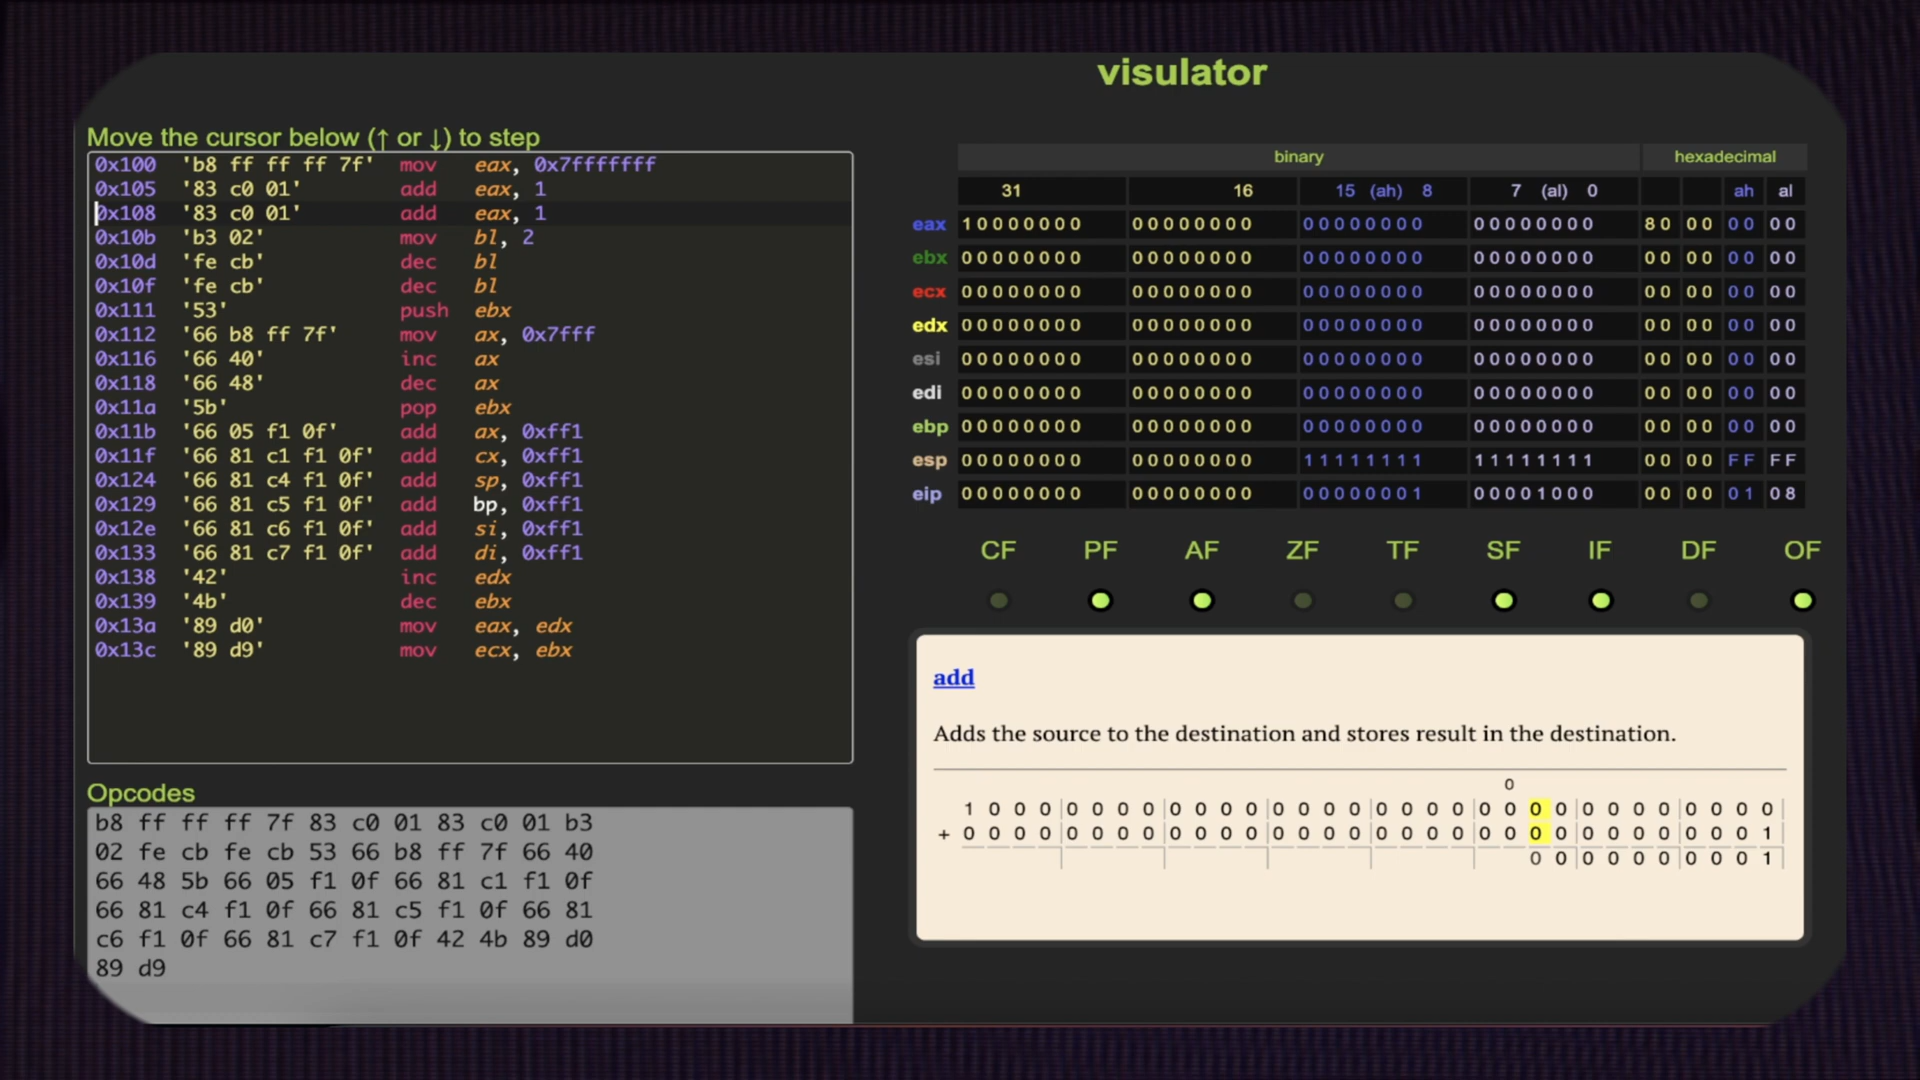 visulator
Move the cursor below (↑ or ↓) to step
0x100 'b8 ff ff ff 7f' mov eax, 0x7fffffff
0x105 '83 c0 01' add eax, 1
0x108 '83 c0 01' add eax, 1
0x10b 'b3 02' mov bl, 2
0x10d 'fe cb' dec bl
0x10f 'fe cb' dec bl
0x111 '53' push ebx
0x112 '66 b8 ff 7f' mov ax, 0x7fff
0x116 '66 40' inc ax
0x118 '66 48' dec ax
0x11a '5b' pop ebx
0x11b '66 05 f1 0f' add ax, 0xff1
0x11f '66 81 c1 f1 0f' add cx, 0xff1
0x124 '66 81 c4 f1 0f' add sp, 0xff1
0x129 '66 81 c5 f1 0f' add bp, 0xff1
0x12e '66 81 c6 f1 0f' add si, 0xff1
0x133 '66 81 c7 f1 0f' add di, 0xff1
0x138 '42' inc edx
0x139 '4b' dec ebx
0x13a '89 d0' mov eax, edx
0x13c '89 d9' mov ecx, ebx
Opcodes
b8 ff ff ff 7f 83 c0 01 83 c0 01 b3
02 fe cb fe cb 53 66 b8 ff 7f 66 40
66 48 5b 66 05 f1 0f 66 81 c1 f1 0f
66 81 c4 f1 0f 66 81 c5 f1 0f 66 81
c6 f1 0f 66 81 c7 f1 0f 42 4b 89 d0
89 d9
binary hexadecimal
31 16 15 (ah) 8 7 (al) 0 ah al
eax 10000000 00000000 00000000 00000000 80 00 00 00
ebx 00000000 00000000 00000000 00000000 00 00 00 00
ecx 00000000 00000000 00000000 00000000 00 00 00 00
edx 00000000 00000000 00000000 00000000 00 00 00 00
esi 00000000 00000000 00000000 00000000 00 00 00 00
edi 00000000 00000000 00000000 00000000 00 00 00 00
ebp 00000000 00000000 00000000 00000000 00 00 00 00
esp 00000000 00000000 11111111 11111111 00 00 FF FF
eip 00000000 00000000 00000001 00001000 00 00 01 08
CF PF AF ZF TF SF IF DF OF
add
Adds the source to the destination and stores result in the destination.
0
1 0 0 0 0 0 0 0 0 0 0 0 0 0 0 0 0 0 0 0 0 0 0 0 0 0 0 0 0 0 0 0
+ 0 0 0 0 0 0 0 0 0 0 0 0 0 0 0 0 0 0 0 0 0 0 0 0 0 0 0 0 0 0 0 1
0 0 0 0 0 0 0 0 0 1